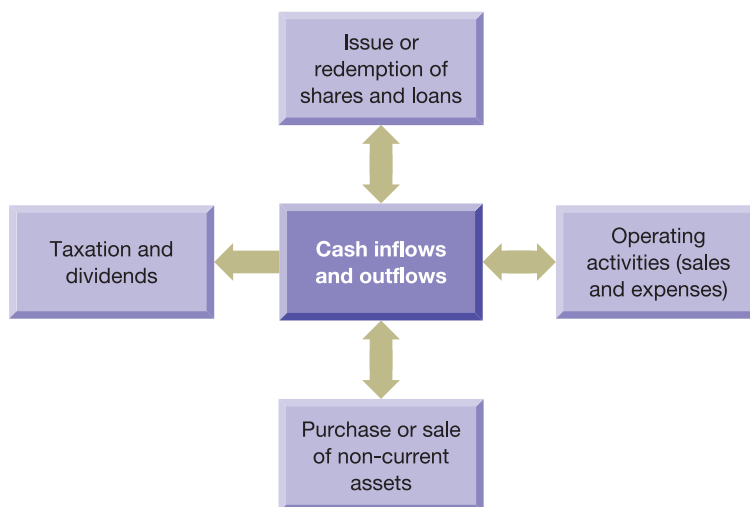 Issue or
redemption of
shares and loans
Taxation and
dividends
Cash inflows
and outflows
Operating
activities (sales
and expenses)
Purchase or sale
of non-current
assets